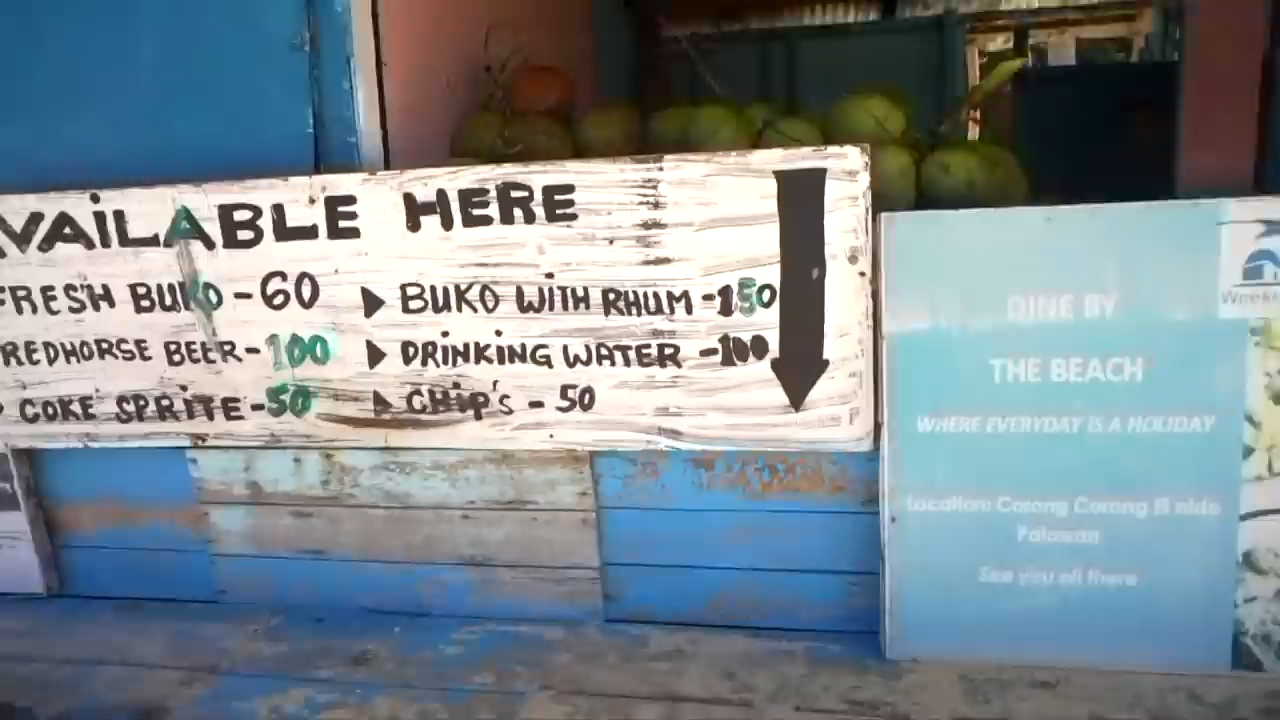 VAiLABLE HERE
FRESH BUKO - 60
REDHORSE BEER - 100
COKE SPRITE - 50
BUKO WiTH RHUM - 150
DRiNKiNG WATER - 100
CHip's - 50
DINE BY
THE BEACH
WHERE EVERYDAY IS A HOLIDAY
Location: Corong Corong El nido
Palawan
See you all there